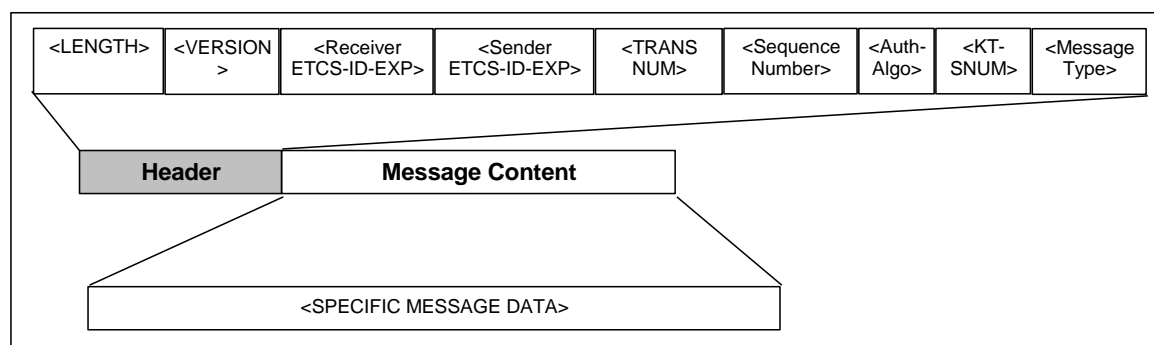 <LENGTH>
<VERSION
>
<Receiver
ETCS-ID-EXP>
<Sender
ETCS-ID-EXP>
<TRANS
NUM>
<Sequence
Number>
<Auth-
Algo>
<KT-
SNUM>
<Message
Type>
Header
Message Content
<SPECIFIC MESSAGE DATA>